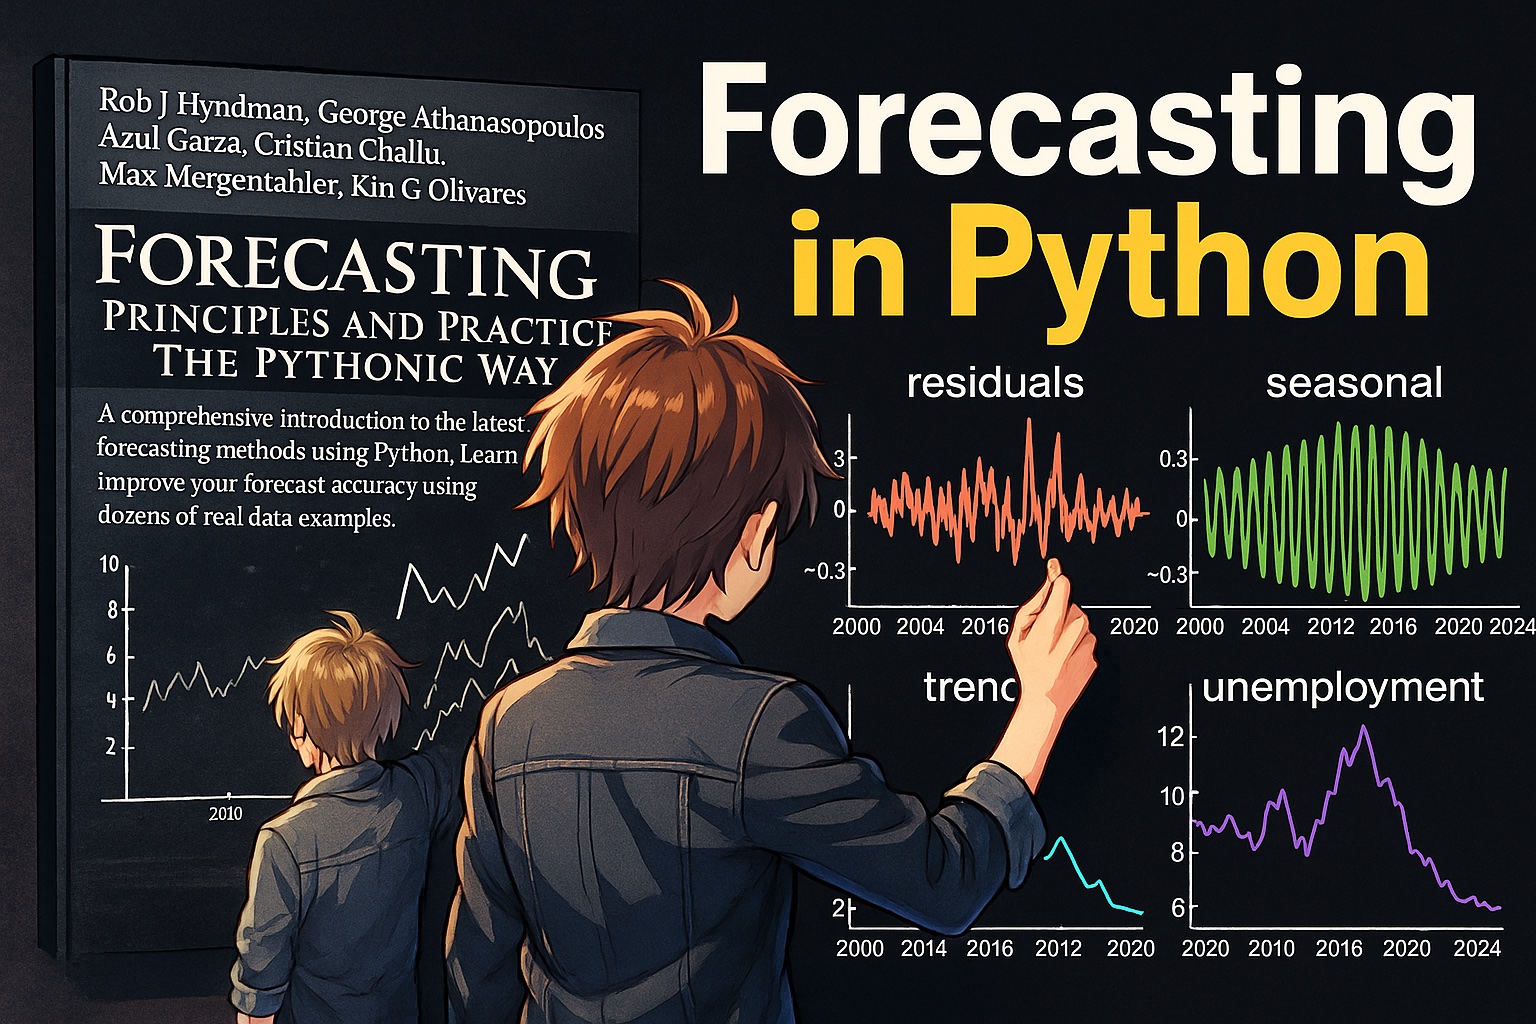 Rob J Hyndman, George Athanasopoulos
Azul Garza, Cristian Challu.
Max Mergentahler, Kin G Olivares
FORECASTING
PRINCIPLES AND PRACTICE
THE PYTHONIC WAY
A comprehensive introduction to the latest.
forecasting methods using Python, Learn
improve your forecast accuracy using
dozens of real data examples.
10
8
6
4
2
2010
Forecasting
in Python
residuals
3
0
~0.3
2000 2004 2016 2020
seasonal
0.3
0
~0.3
2000 2004 2012 2016 2020 2024
trend
2
2000 2014 2016 2012 2020
unemployment
12
10
8
6
2020 2010 2016 2020 2024